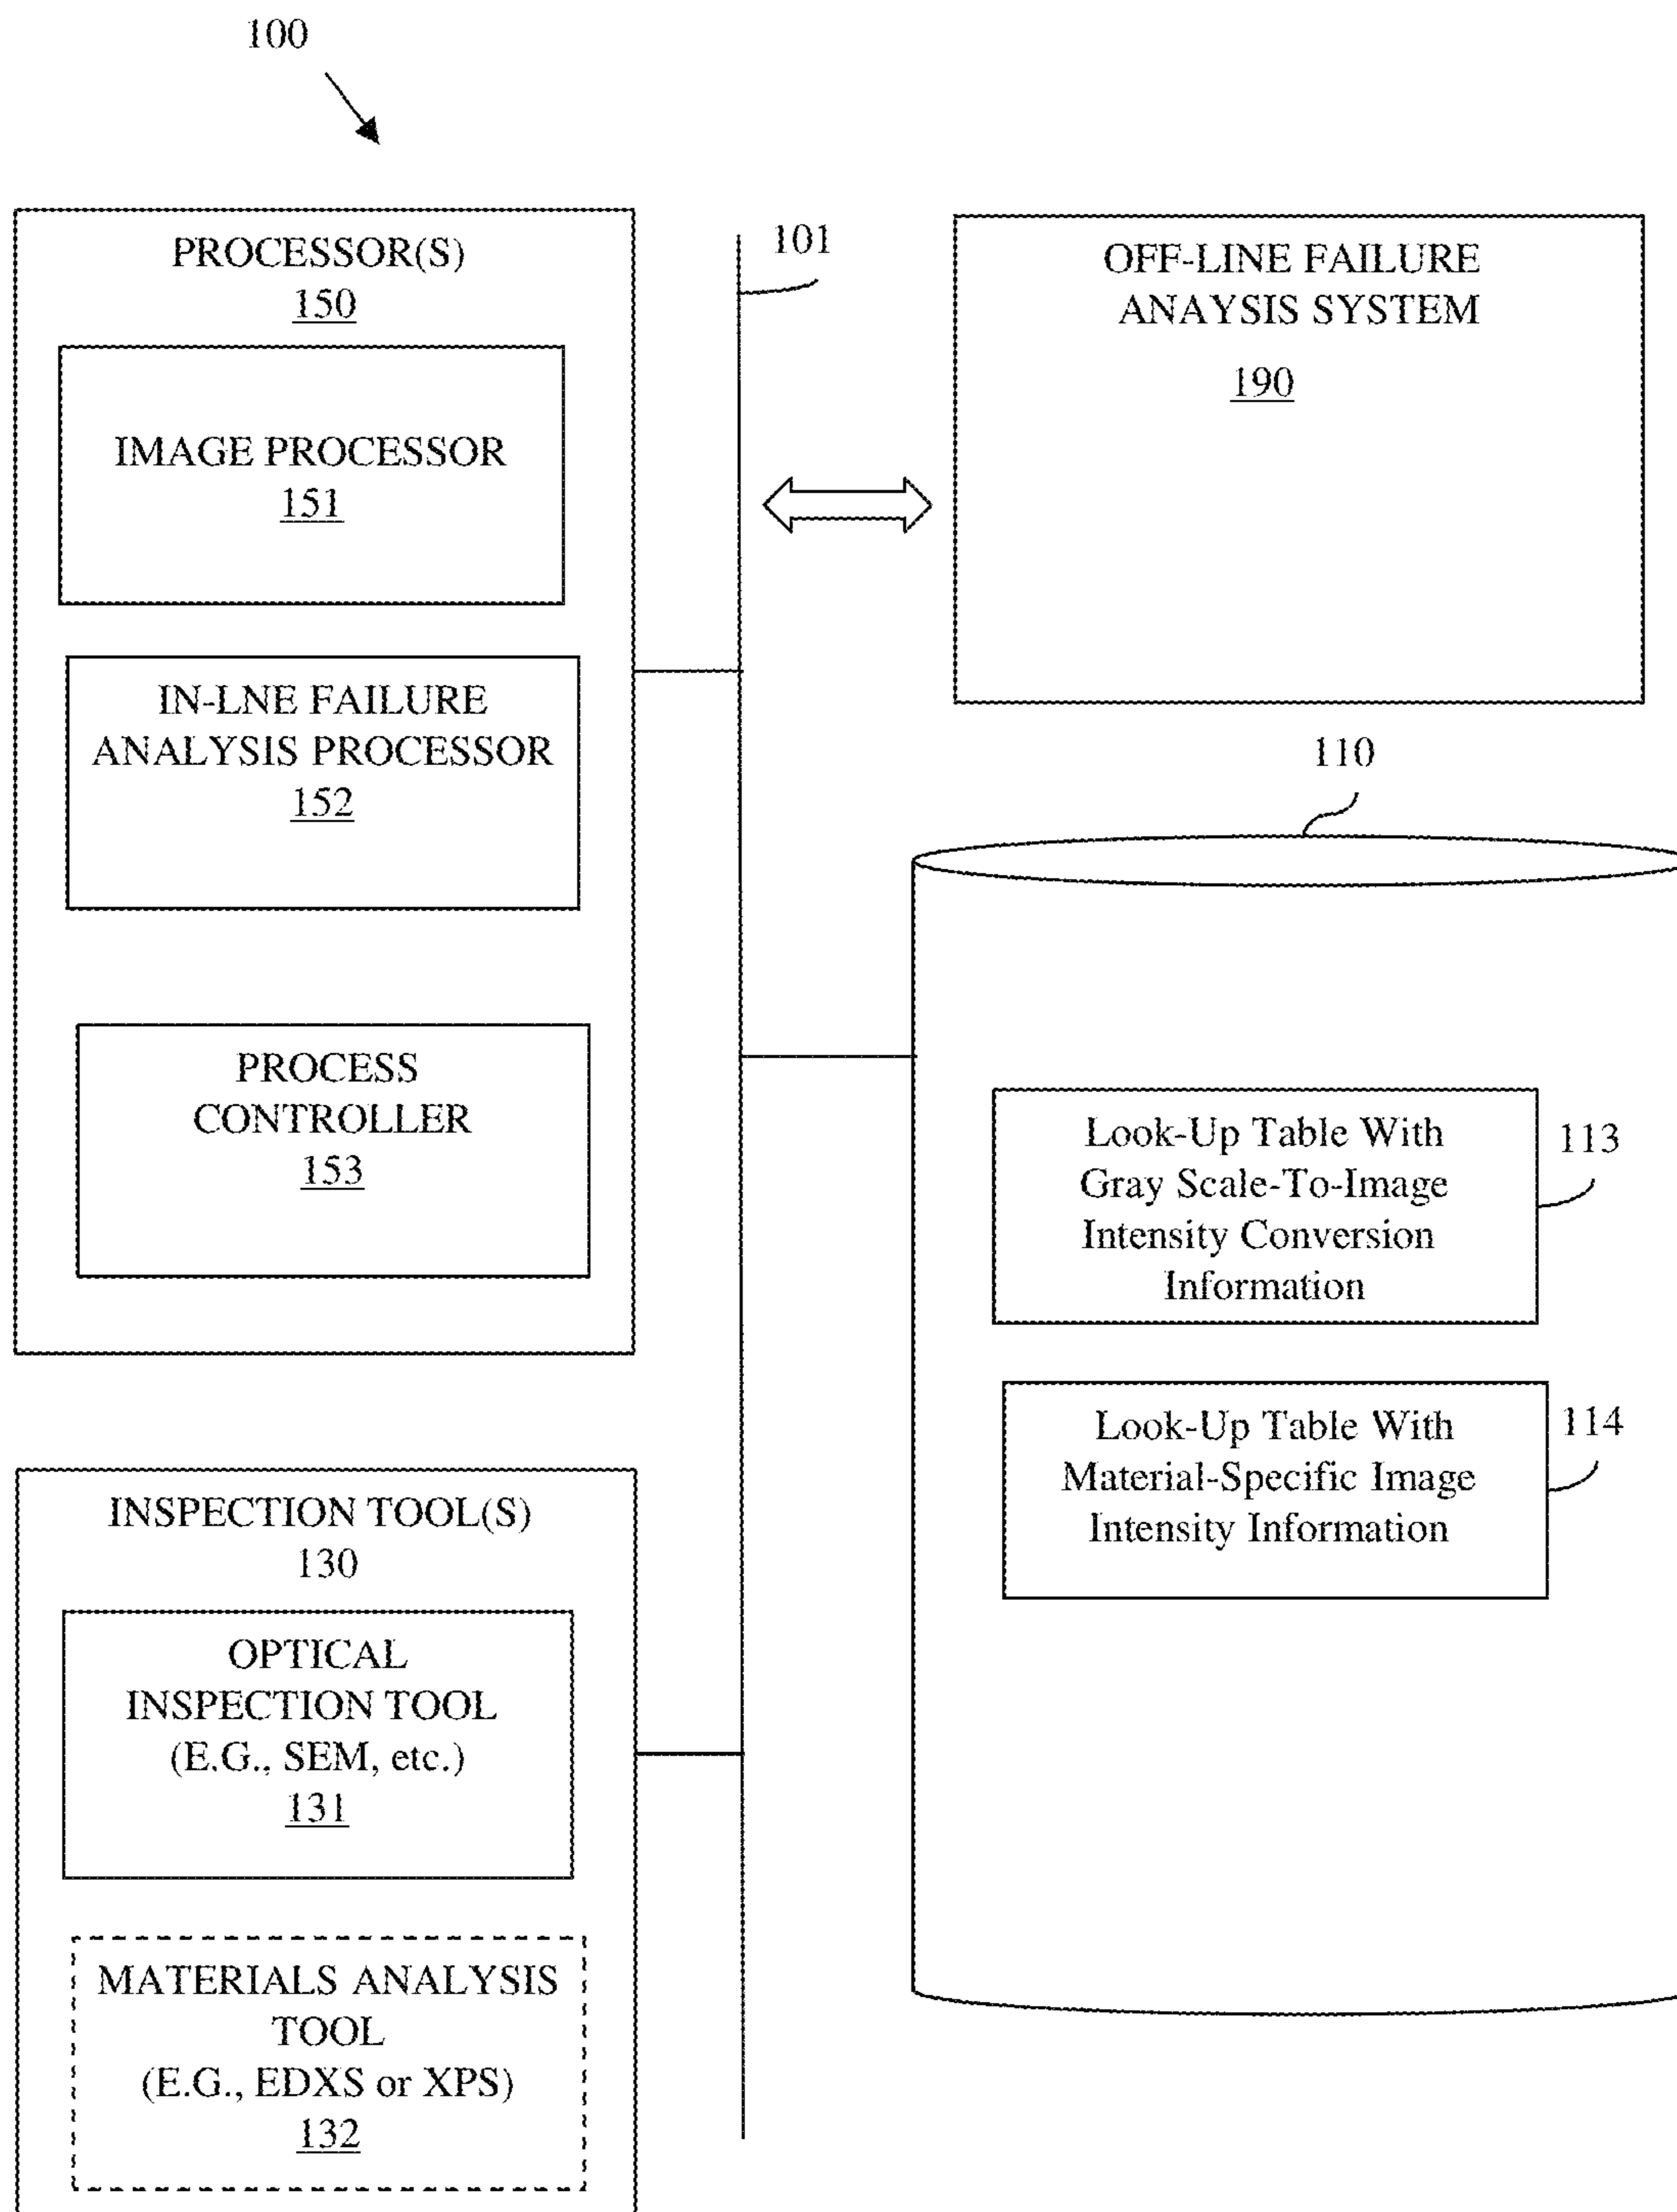 100
PROCESSOR(S)
150
IMAGE PROCESSOR
151
IN-LNE FAILURE
ANALYSIS PROCESSOR
152
PROCESS
CONTROLLER
153
101
OFF-LINE FAILURE
ANAYSIS SYSTEM
190
110
Look-Up Table With
Gray Scale-To-Image
Intensity Conversion
Information
113
Look-Up Table With
Material-Specific Image
Intensity Information
114
INSPECTION TOOL(S)
130
OPTICAL
INSPECTION TOOL
(E.G., SEM, etc.)
131
MATERIALS ANALYSIS
TOOL
(E.G., EDXS or XPS)
132